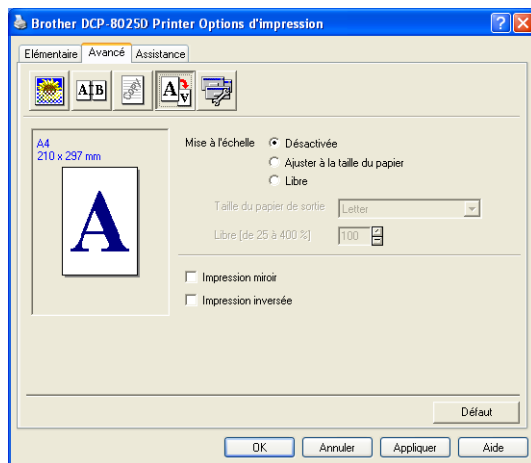 Brother DCP-8025D Printer Options d'impression
Elémentaire Avancé Assistance
A B
A
A4
210 x 297 mm
A
Mise à l'échelle Désactivée
Ajuster à la taille du papier
Libre
Taille du papier de sortie Letter
Libre [de 25 à 400 %] 100
Impression miroir
Impression inversée
Défaut
OK Annuler Appliquer Aide